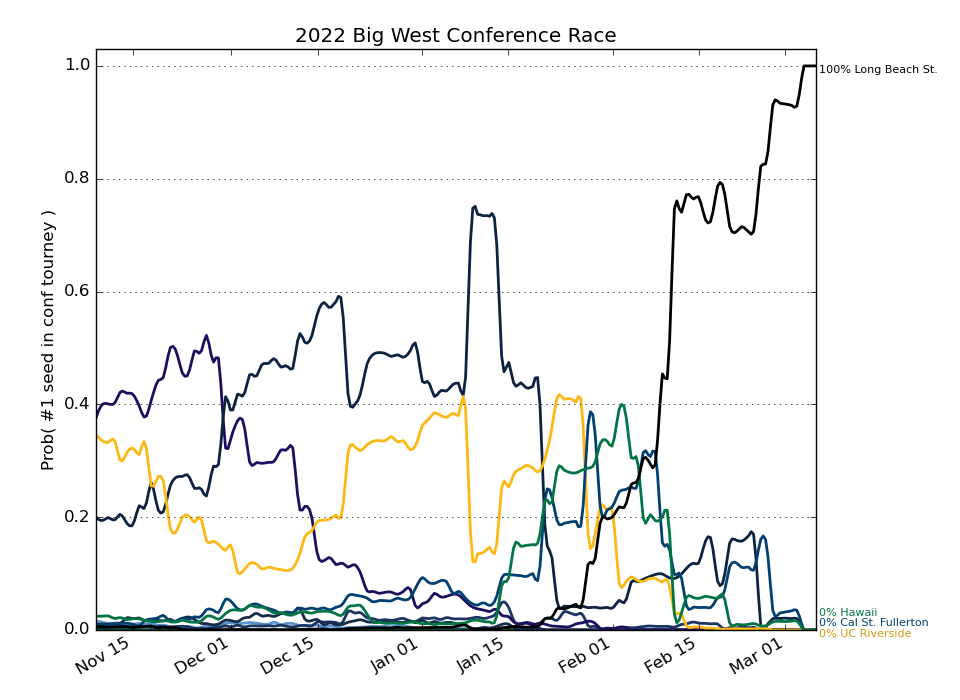 2022 Big West Conference Race
Prob( #1 seed in conf tourney )
1.0
0.8
0.6
0.4
0.2
0.0
Nov 15
Dec 01
Dec 15
Jan 01
Jan 15
Feb 01
Feb 15
Mar 01
100% Long Beach St.
0% Hawaii
0% Cal St. Fullerton
0% UC Riverside